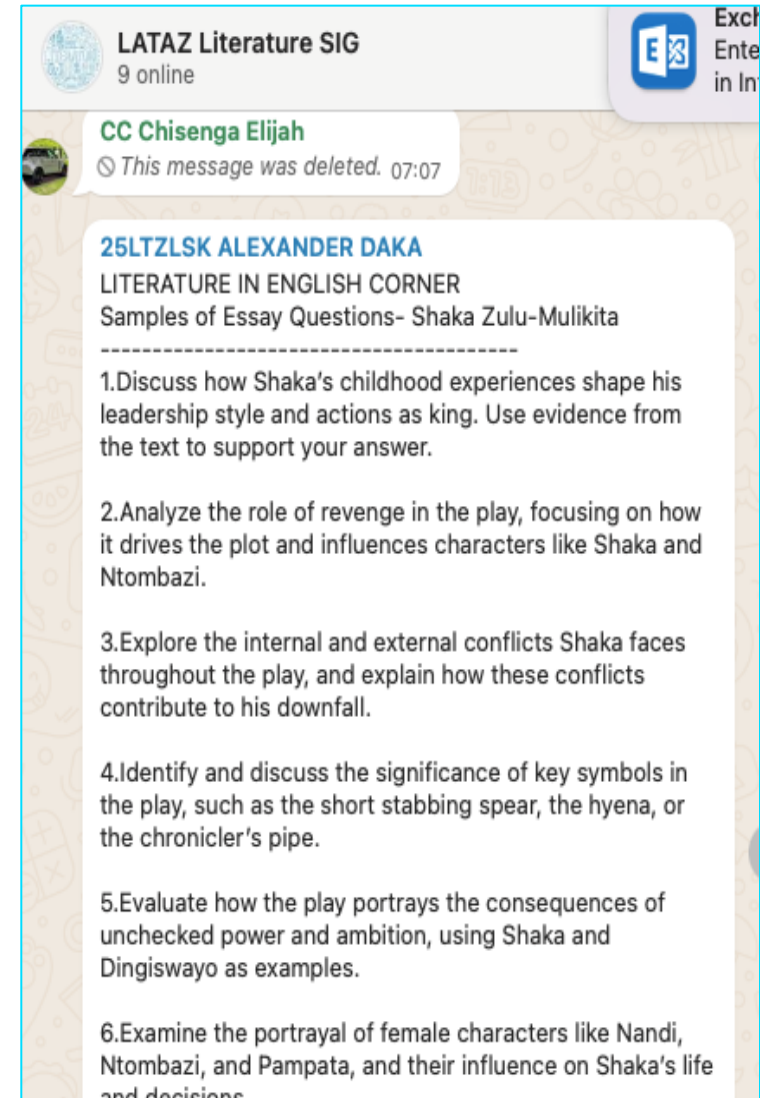 LATAZ Literature SIG
9 online
Exch
Ente
in Int
CC Chisenga Elijah
This message was deleted. 07:07
25LTZLSK ALEXANDER DAKA
LITERATURE IN ENGLISH CORNER
Samples of Essay Questions- Shaka Zulu-Mulikita
----------------------------------------
1.Discuss how Shaka's childhood experiences shape his
leadership style and actions as king. Use evidence from
the text to support your answer.
2.Analyze the role of revenge in the play, focusing on how
it drives the plot and influences characters like Shaka and
Ntombazi.
3.Explore the internal and external conflicts Shaka faces
throughout the play, and explain how these conflicts
contribute to his downfall.
4.Identify and discuss the significance of key symbols in
the play, such as the short stabbing spear, the hyena, or
the chronicler's pipe.
5.Evaluate how the play portrays the consequences of
unchecked power and ambition, using Shaka and
Dingiswayo as examples.
6.Examine the portrayal of female characters like Nandi,
Ntombazi, and Pampata, and their influence on Shaka's life
and decisions